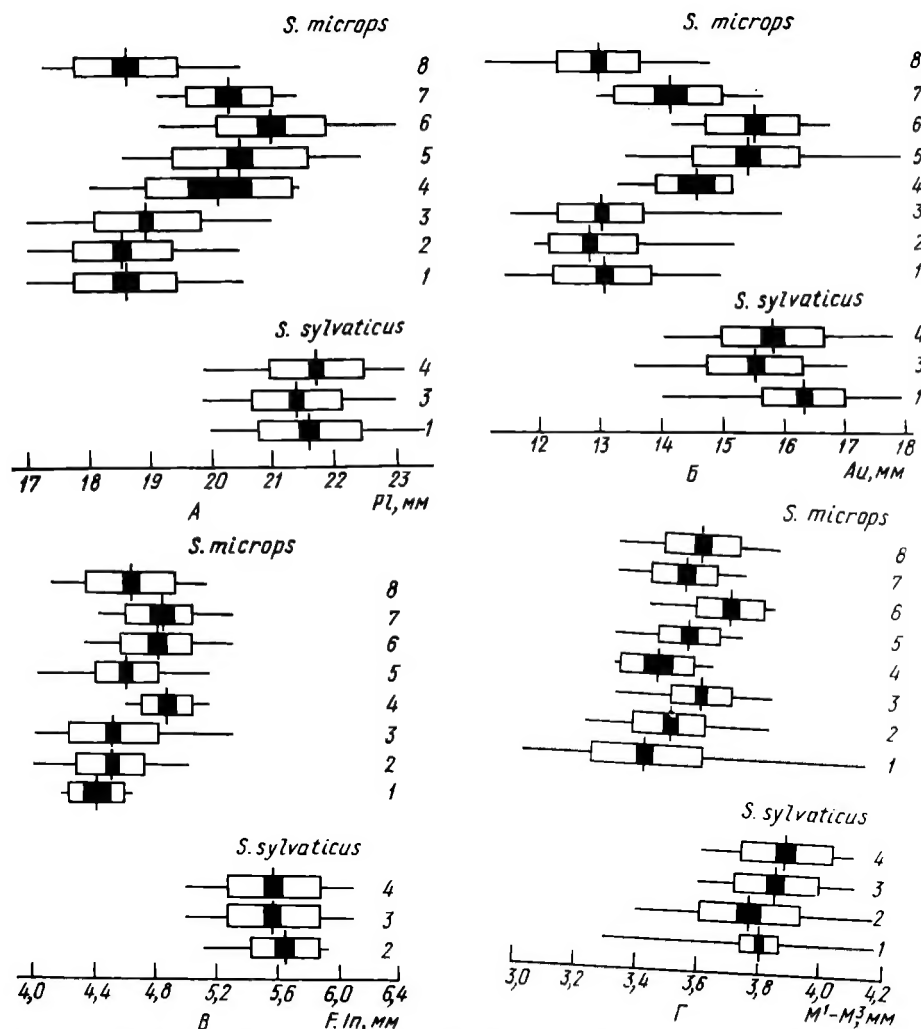 S. microps
8
7
6
5
4
3
2
1
S. sylvaticus
4
3
1
17 18 19 20 21 22 23
А Pl, мм
S. microps
8
7
6
5
4
3
2
1
S. sylvaticus
4
3
1
12 13 14 15 16 17 18
Б Au, мм
S. microps
8
7
6
5
4
3
2
1
S. sylvaticus
4
3
2
4,0 4,4 4,8 5,2 5,6 6,0 6,4
В F. In, мм
S. microps
8
7
6
5
4
3
2
1
S. sylvaticus
4
3
2
1
3,0 3,2 3,4 3,6 3,8 4,0 4,2
Г M¹-M³, мм